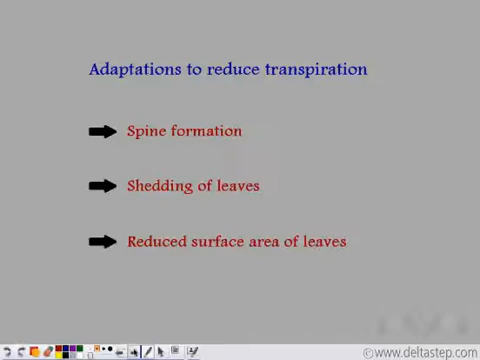 Adaptations to reduce transpiration
Spine formation
Shedding of leaves
Reduced surface area of leaves
©www.deltastep.com